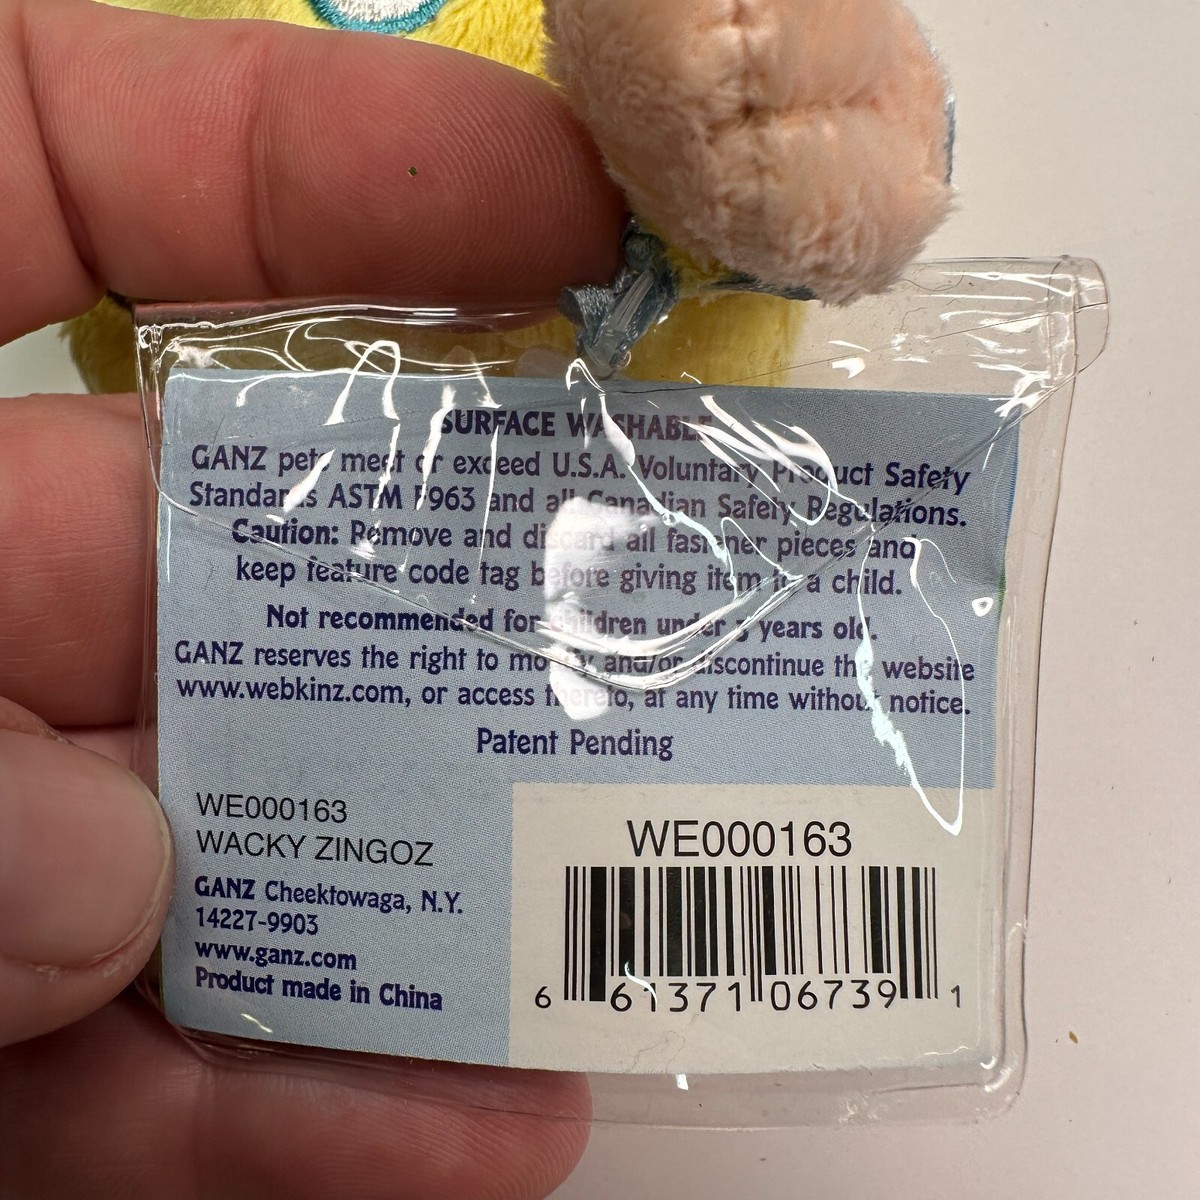 SURFACE WASHABLE
GANZ pets meet or exceed U.S.A. Voluntary Product Safety
Standards ASTM F963 and all Canadian Safety Regulations.
Caution: Remove and discard all fastener pieces and
keep feature code tag before giving item to a child.
Not recommended for children under 3 years old.
GANZ reserves the right to modify and/or discontinue the website
www.webkinz.com, or access thereto, at any time without notice.
Patent Pending
WE000163
WACKY ZINGOZ
GANZ Cheektowaga, N.Y.
14227-9903
www.ganz.com
Product made in China
WE000163
6 61371 06739 1